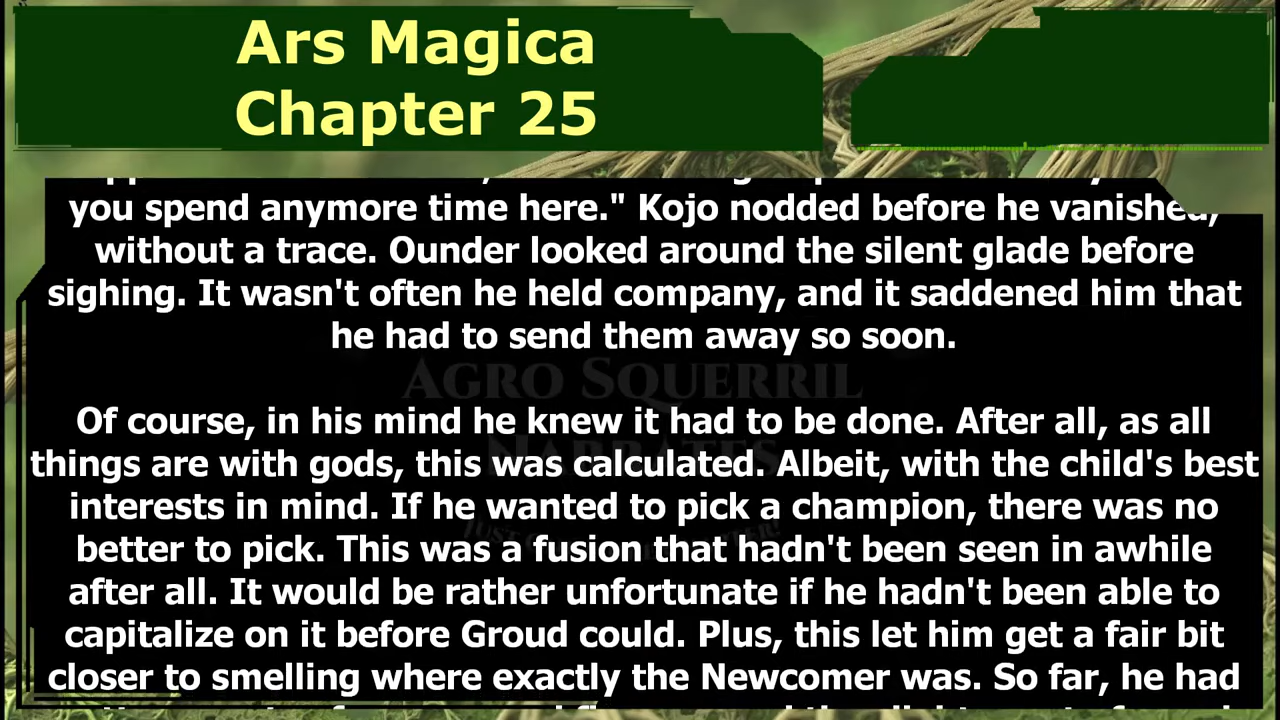 Ars Magica
Chapter 25
you spend anymore time here." Kojo nodded before he vanished,
without a trace. Ounder looked around the silent glade before
sighing. It wasn't often he held company, and it saddened him that
he had to send them away so soon.
AGRO SQUERRIL
NARRATES
Of course, in his mind he knew it had to be done. After all, as all
things are with gods, this was calculated. Albeit, with the child's best
interests in mind. If he wanted to pick a champion, there was no
better to pick. This was a fusion that hadn't been seen in awhile
after all. It would be rather unfortunate if he hadn't been able to
capitalize on it before Groud could. Plus, this let him get a fair bit
closer to smelling where exactly the Newcomer was. So far, he had